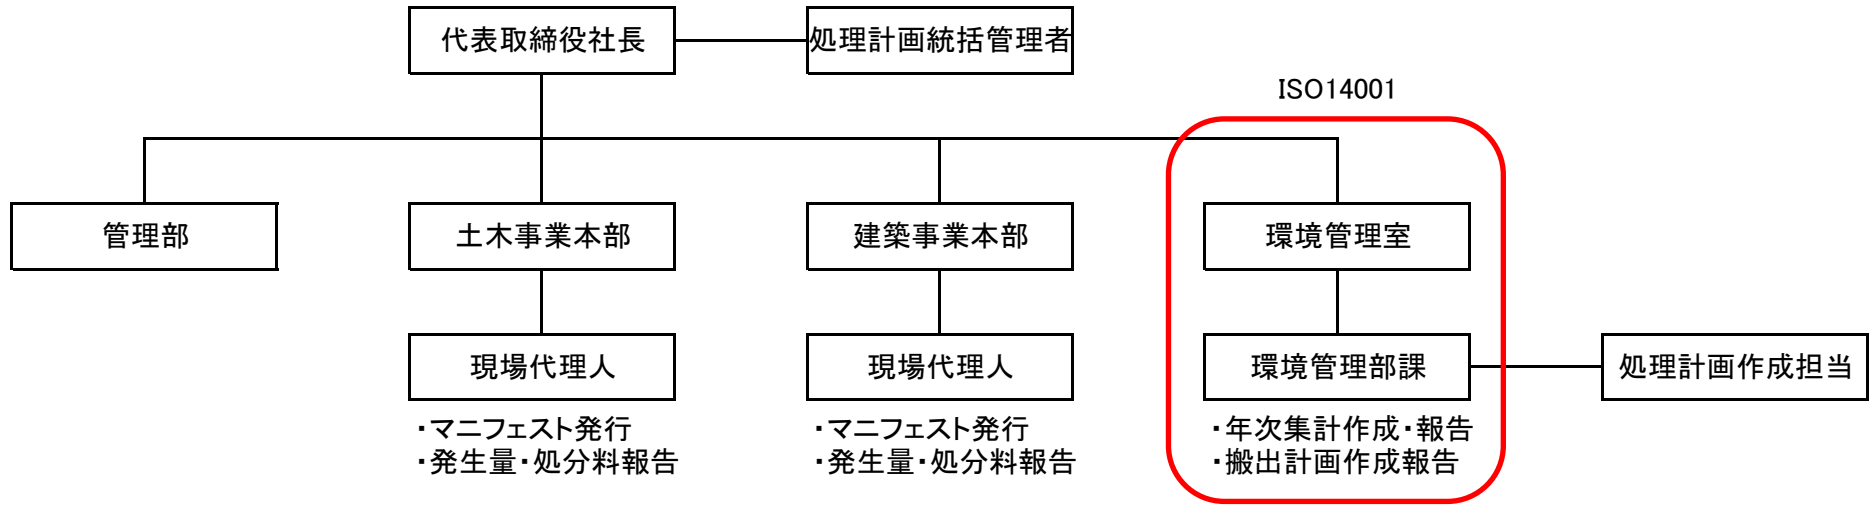 代表取締役社長
処理計画統括管理者
ISO14001
管理部
土木事業本部
建築事業本部
環境管理室
現場代理人
現場代理人
環境管理部課
処理計画作成担当
・マニフェスト発行
・発生量・処分料報告
・マニフェスト発行
・発生量・処分料報告
・年次集計作成・報告
・搬出計画作成報告